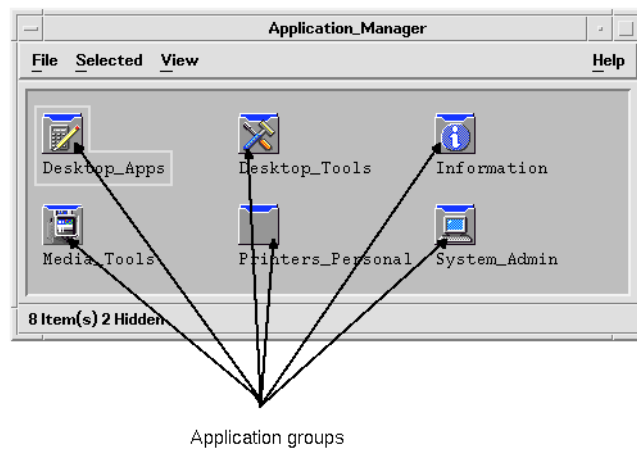 Application_Manager
File Selected View Help
Desktop_Apps Desktop_Tools Information
Media_Tools Printers_Personal System_Admin
8 Item(s) 2 Hidden
Application groups